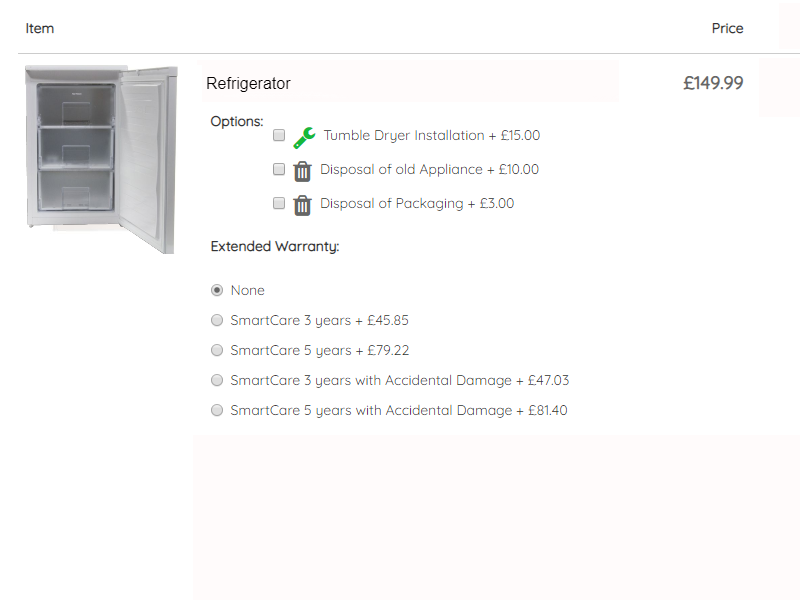 Item Price
Refrigerator £149.99
Options:
Tumble Dryer Installation + £15.00
Disposal of old Appliance + £10.00
Disposal of Packaging + £3.00
Extended Warranty:
None
SmartCare 3 years + £45.85
SmartCare 5 years + £79.22
SmartCare 3 years with Accidental Damage + £47.03
SmartCare 5 years with Accidental Damage + £81.40